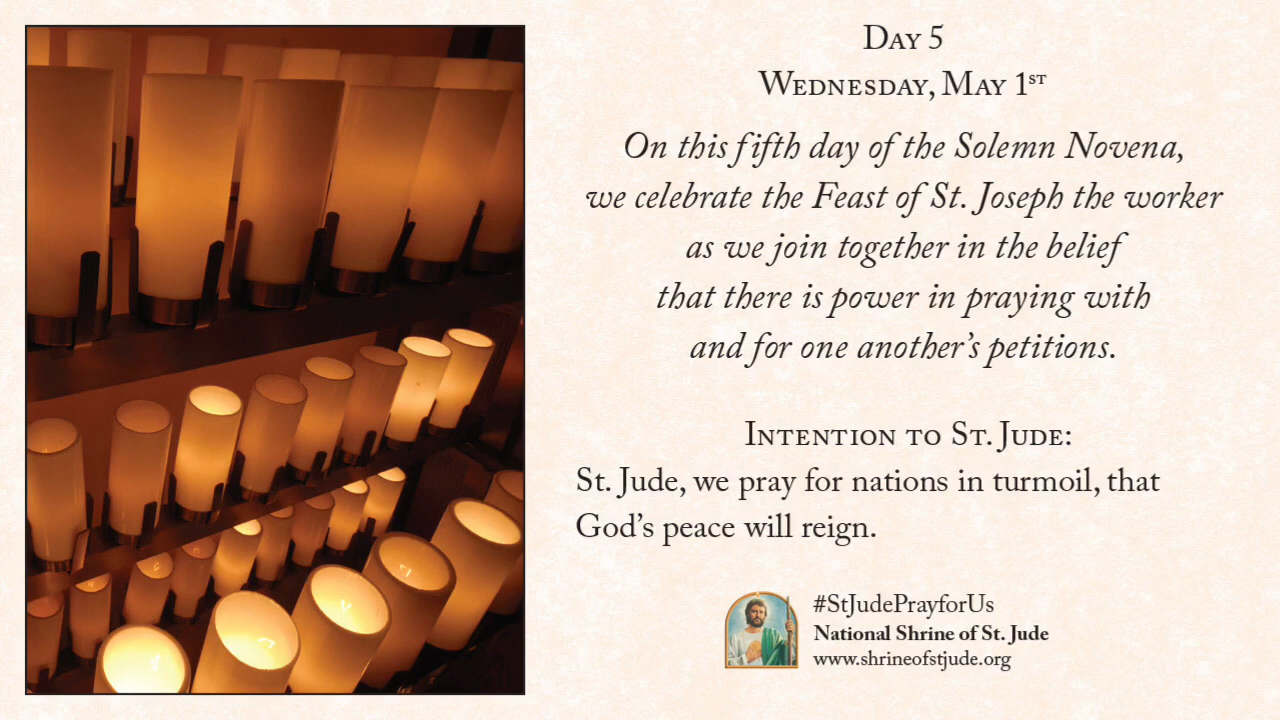 Day 5
Wednesday, May 1st
On this fifth day of the Solemn Novena,
we celebrate the Feast of St. Joseph the worker
as we join together in the belief
that there is power in praying with
and for one another's petitions.
Intention to St. Jude:
St. Jude, we pray for nations in turmoil, that
God's peace will reign.
#StJudePrayforUs
National Shrine of St. Jude
www.shrineofstjude.org